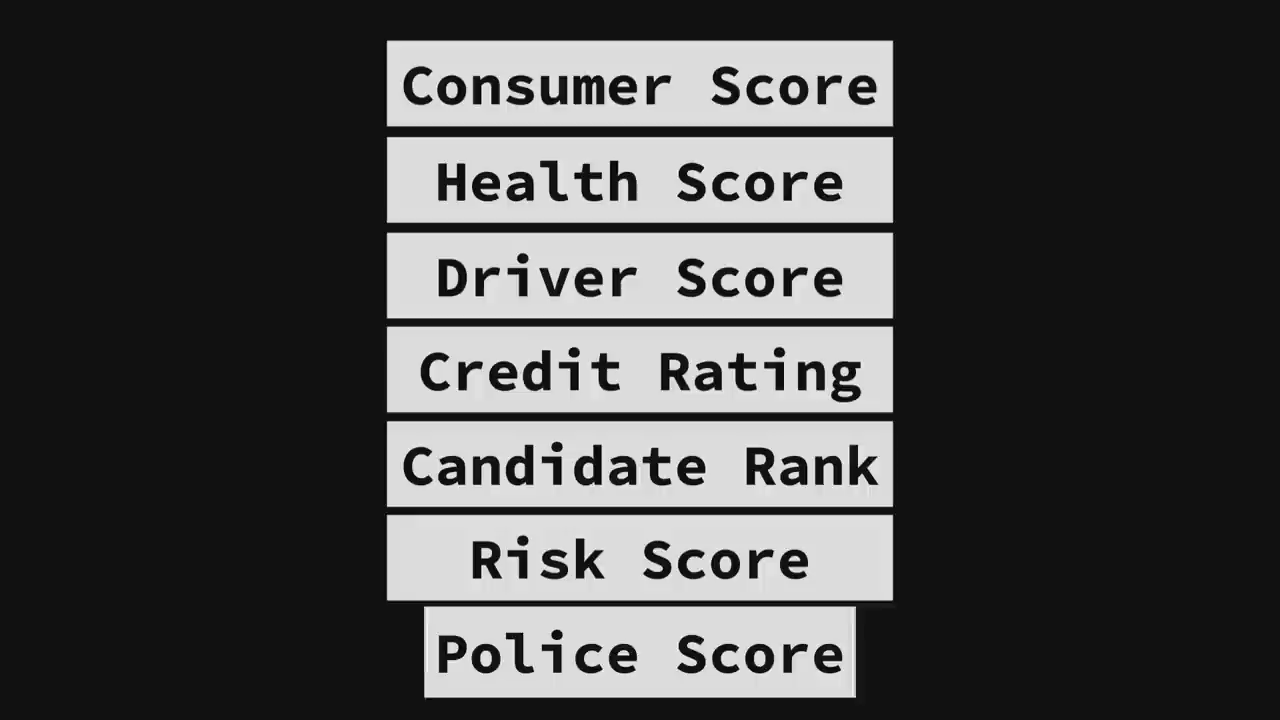 Consumer Score
Health Score
Driver Score
Credit Rating
Candidate Rank
Risk Score
Police Score